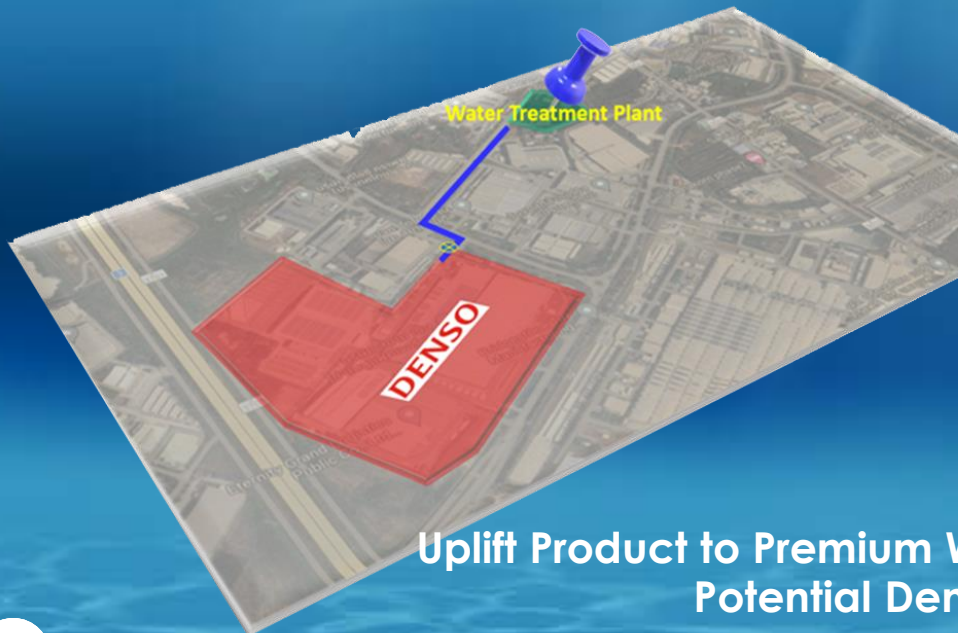 Water Treatment Plant
DENSO
Uplift Product to Premium W
Potential Den